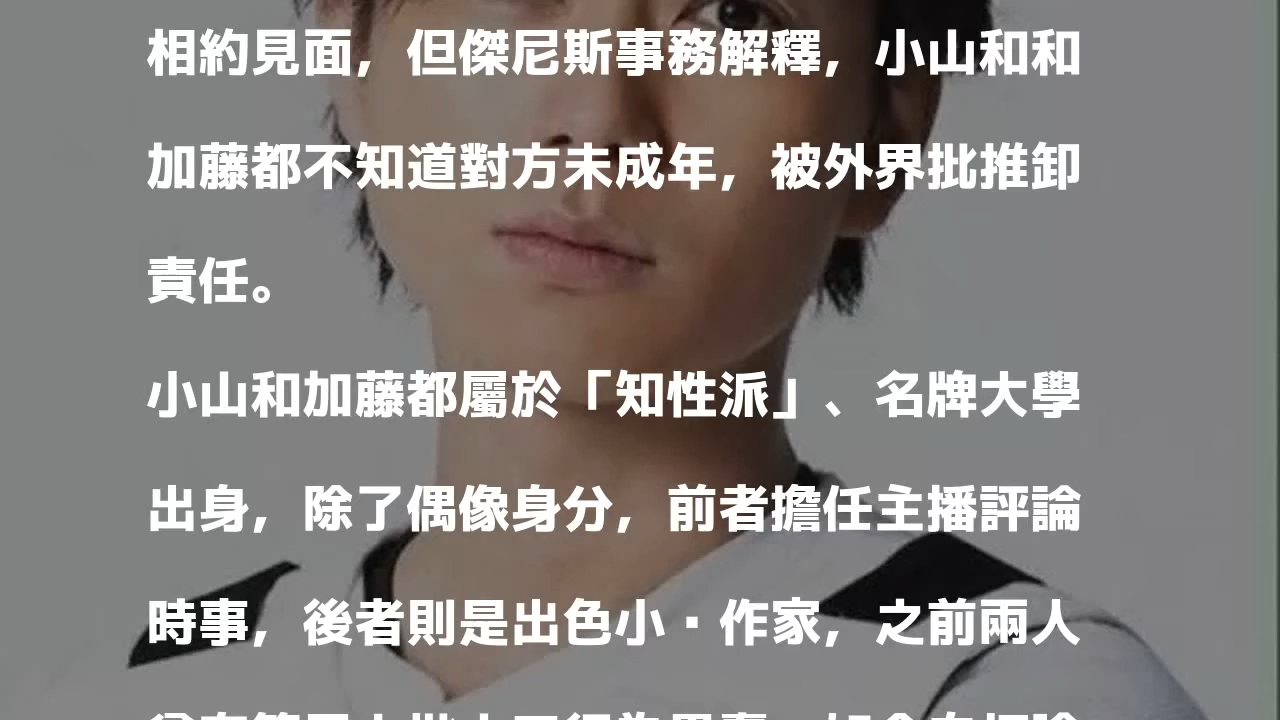 相約見面，但傑尼斯事務解釋，小山和和
加藤都不知道對方未成年，被外界批推卸
責任。
小山和加藤都屬於「知性派」、名牌大學
出身，除了偶像身分，前者擔任主播評論
時事，後者則是出色小·作家，之前兩人